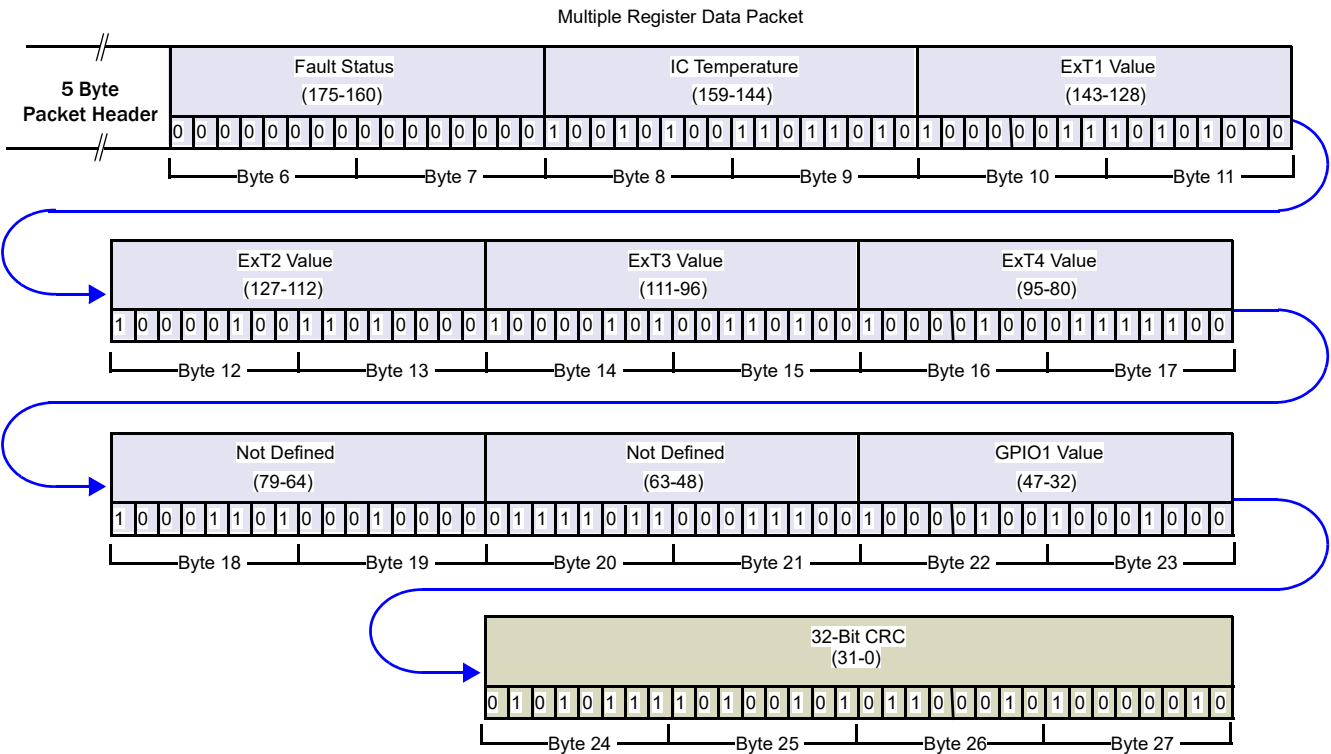 Multiple Register Data Packet
5 Byte
Packet Header
Fault Status
(175-160)
IC Temperature
(159-144)
ExT1 Value
(143-128)
0 0 0 0 0 0 0 0 0 0 0 0 0 0 0 0 1 0 0 1 0 1 0 0 1 1 0 1 1 0 1 0 1 0 0 0 0 0 1 1 1 0 1 0 1 0 0 0
Byte 6 Byte 7 Byte 8 Byte 9 Byte 10 Byte 11
ExT2 Value
(127-112)
ExT3 Value
(111-96)
ExT4 Value
(95-80)
1 0 0 0 0 1 0 0 1 1 0 1 0 0 0 0 1 0 0 0 0 1 0 1 0 0 1 1 0 1 0 0 1 0 0 0 0 1 0 0 0 1 1 1 1 1 0 0
Byte 12 Byte 13 Byte 14 Byte 15 Byte 16 Byte 17
Not Defined
(79-64)
Not Defined
(63-48)
GPIO1 Value
(47-32)
1 0 0 0 1 1 0 1 0 0 0 1 0 0 0 0 0 1 1 1 1 0 1 1 0 0 0 1 1 1 0 0 1 0 0 0 0 1 0 0 1 0 0 0 1 0 0 0
Byte 18 Byte 19 Byte 20 Byte 21 Byte 22 Byte 23
32-Bit CRC
(31-0)
0 1 0 1 0 1 1 1 1 0 1 0 0 1 0 1 0 1 1 0 0 0 1 0 1 0 0 0 0 0 1 0
Byte 24 Byte 25 Byte 26 Byte 27